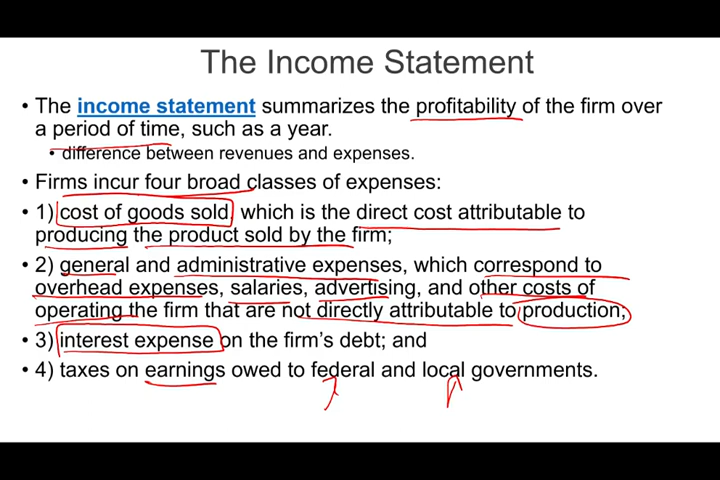 The Income Statement
• The income statement summarizes the profitability of the firm over
a period of time, such as a year.
• difference between revenues and expenses.
• Firms incur four broad classes of expenses:
• 1) cost of goods sold, which is the direct cost attributable to
producing the product sold by the firm;
• 2) general and administrative expenses, which correspond to
overhead expenses, salaries, advertising, and other costs of
operating the firm that are not directly attributable to production;
• 3) interest expense on the firm's debt; and
• 4) taxes on earnings owed to federal and local governments.